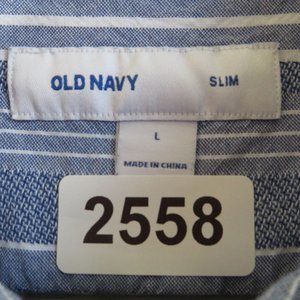 OLD NAVY SLIM
L
MADE IN CHINA
2558